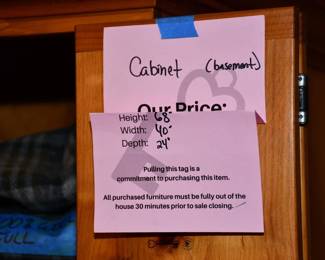 Cabinet (basement)
Our Price:
Height: 68"
Width: 40"
Depth: 24"
Pulling this tag is a
commitment to purchasing this item.
All purchased furniture must be fully out of the
house 30 minutes prior to sale closing.
FULL